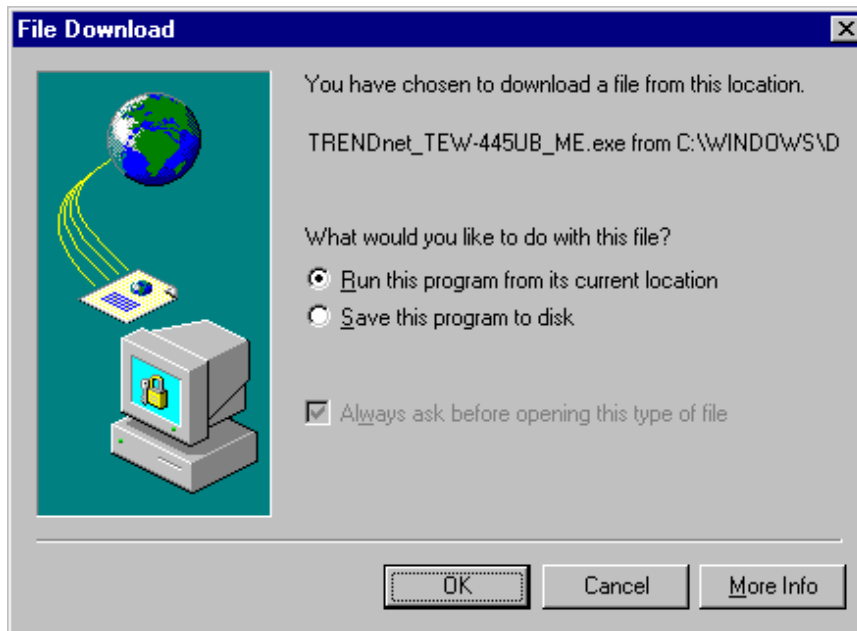 File Download
You have chosen to download a file from this location.
TRENDnet_TEW-445UB_ME.exe from C:\WINDOWS\D
What would you like to do with this file?
Run this program from its current location
Save this program to disk
Always ask before opening this type of file
OK Cancel More Info